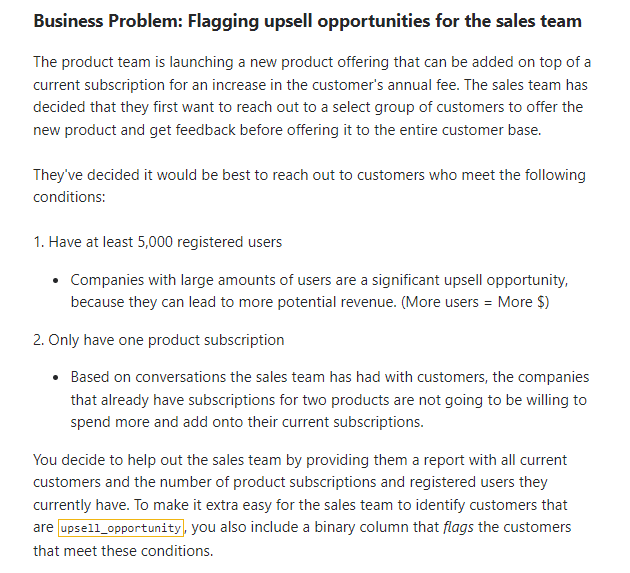 Business Problem: Flagging upsell opportunities for the sales team
The product team is launching a new product offering that can be added on top of a
current subscription for an increase in the customer's annual fee. The sales team has
decided that they first want to reach out to a select group of customers to offer the
new product and get feedback before offering it to the entire customer base.
They've decided it would be best to reach out to customers who meet the following
conditions:
1. Have at least 5,000 registered users
• Companies with large amounts of users are a significant upsell opportunity,
because they can lead to more potential revenue. (More users = More $)
2. Only have one product subscription
• Based on conversations the sales team has had with customers, the companies
that already have subscriptions for two products are not going to be willing to
spend more and add onto their current subscriptions.
You decide to help out the sales team by providing them a report with all current
customers and the number of product subscriptions and registered users they
currently have. To make it extra easy for the sales team to identify customers that
are upsell_opportunity, you also include a binary column that flags the customers
that meet these conditions.